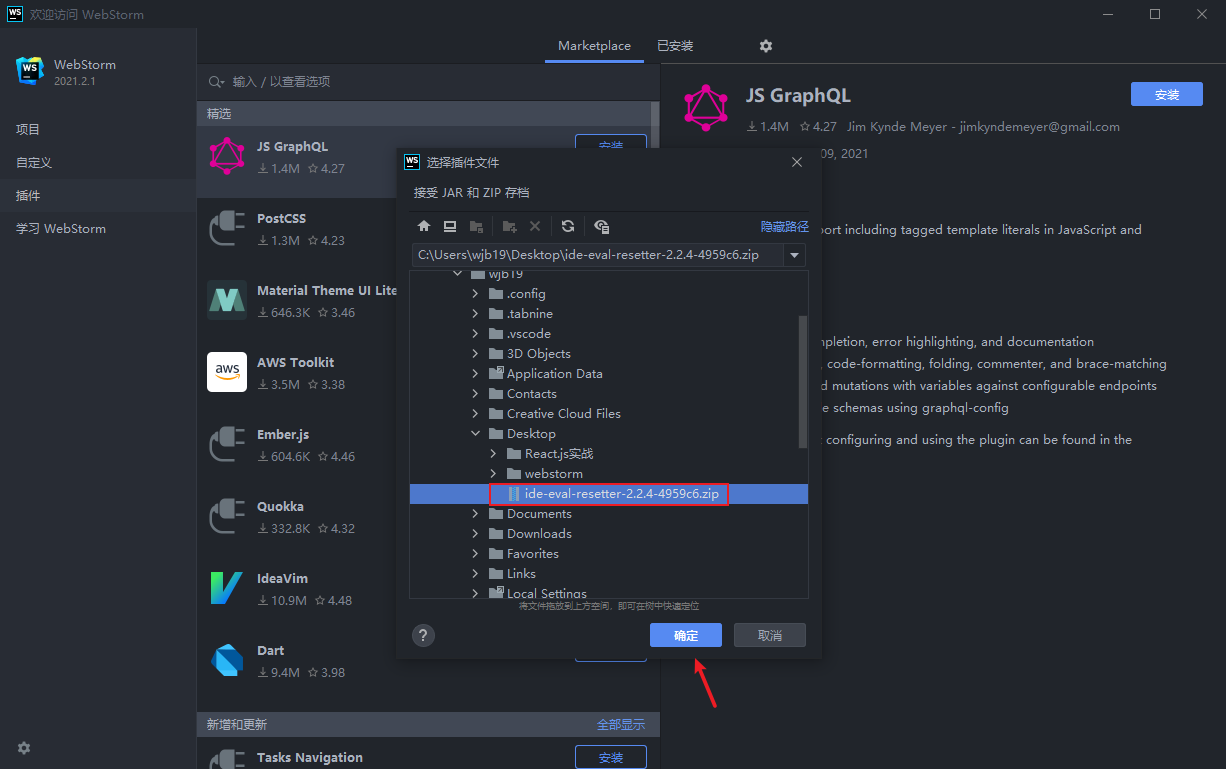 WS 欢迎访问 WebStorm
WS WebStorm
2021.2.1
项目
自定义
插件
学习 WebStorm
Marketplace 已安装
输入 / 以查看选项
精选
JS GraphQL
1.4M 4.27
安装
PostCSS
1.3M 4.23
Material Theme UI Lite
646.3K 3.46
aws
AWS Toolkit
3.5M 3.38
Ember.js
604.6K 4.46
Quokka
332.8K 4.32
IdeaVim
10.9M 4.48
Dart
9.4M 3.98
新增和更新 全部显示
Tasks Navigation 安装
JS GraphQL 安装
1.4M 4.27 Jim Kynde Meyer - jimkyndemeyer@gmail.com
09, 2021
including tagged template literals in JavaScript and
error highlighting, and documentation
code-formatting, folding, commenter, and brace-matching
mutations with variables against configurable endpoints
schemas using graphql-config
configuring and using the plugin can be found in the
WS 选择插件文件
接受 JAR 和 ZIP 存档
隐藏路径
C:\Users\wjb19\Desktop\ide-eval-resetter-2.2.4-4959c6.zip
wjb19
.config
.tabnine
.vscode
3D Objects
Application Data
Contacts
Creative Cloud Files
Desktop
React.js实战
webstorm
ide-eval-resetter-2.2.4-4959c6.zip
Documents
Downloads
Favorites
Links
Local Settings
将文件拖放到上方空间，即可在树中快速定位
? 确定 取消